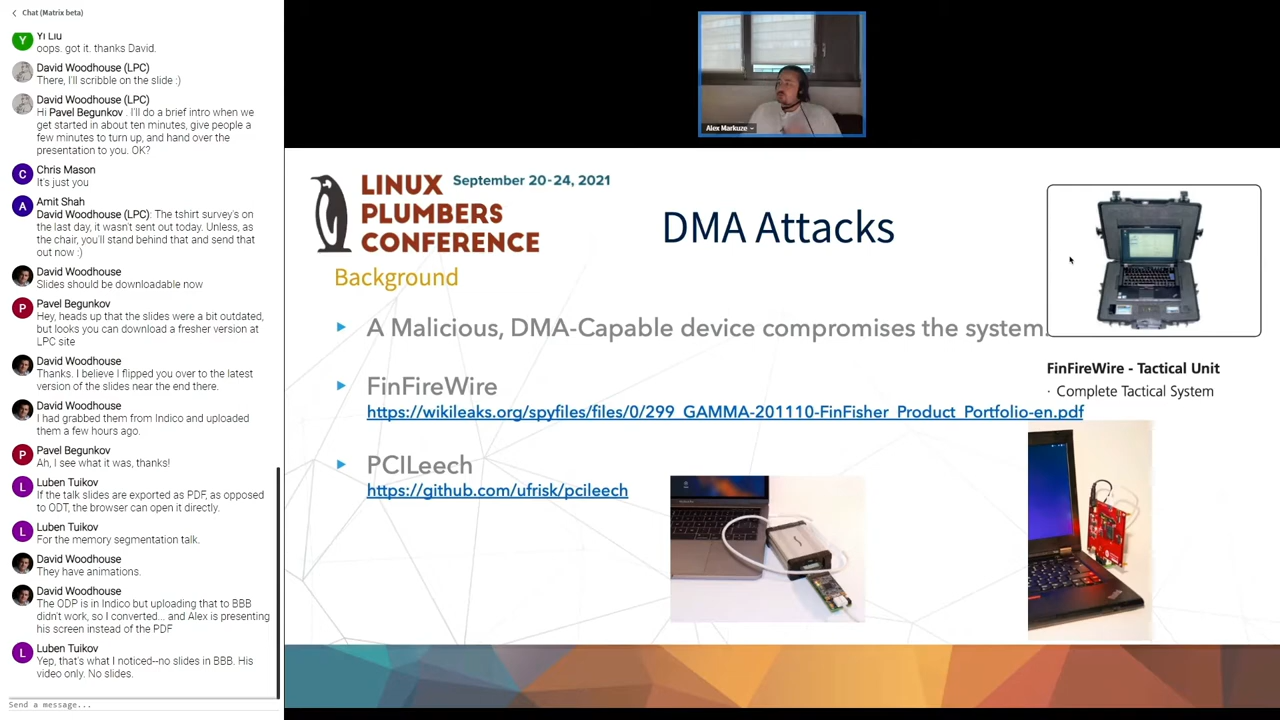 Chat (Matrix beta)
Yi Liu
oops. got it. thanks David.
David Woodhouse (LPC)
There, I'll scribble on the slide :)
David Woodhouse (LPC)
Hi Pavel Begunkov . I'll do a brief intro when we
get started in about ten minutes, give people a
few minutes to turn up, and hand over the
presentation to you. OK?
Chris Mason
It's just you
Amit Shah
David Woodhouse (LPC): The tshirt survey's on
the last day, it wasn't sent out today. Unless, as
the chair, you'll stand behind that and send that
out now :)
David Woodhouse
Slides should be downloadable now
Pavel Begunkov
Hey, heads up that the slides were a bit outdated,
but looks you can download a fresher version at
LPC site
David Woodhouse
Thanks. I believe I flipped you over to the latest
version of the slides near the end there.
David Woodhouse
I had grabbed them from Indico and uploaded
them a few hours ago.
Pavel Begunkov
Ah, I see what it was, thanks!
Luben Tuikov
If the talk slides are exported as PDF, as opposed
to ODT, the browser can open it directly.
Luben Tuikov
For the memory segmentation talk.
David Woodhouse
They have animations.
David Woodhouse
The ODP is in Indico but uploading that to BBB
didn't work, so I converted... and Alex is presenting
his screen instead of the PDF
Luben Tuikov
Yep, that's what I noticed--no slides in BBB. His
video only. No slides.
Send a message...
Y
C
A
P
P
L
L
L
Alex Markuze
LINUX
PLUMBERS
CONFERENCE
September 20-24, 2021
DMA Attacks
Background
A Malicious, DMA-Capable device compromises the system.
FinFireWire
https://wikileaks.org/spyfiles/files/0/299_GAMMA-201110-FinFisher_Product_Portfolio-en.pdf
PCILeech
https://github.com/ufrisk/pcileech
FinFireWire - Tactical Unit
· Complete Tactical System